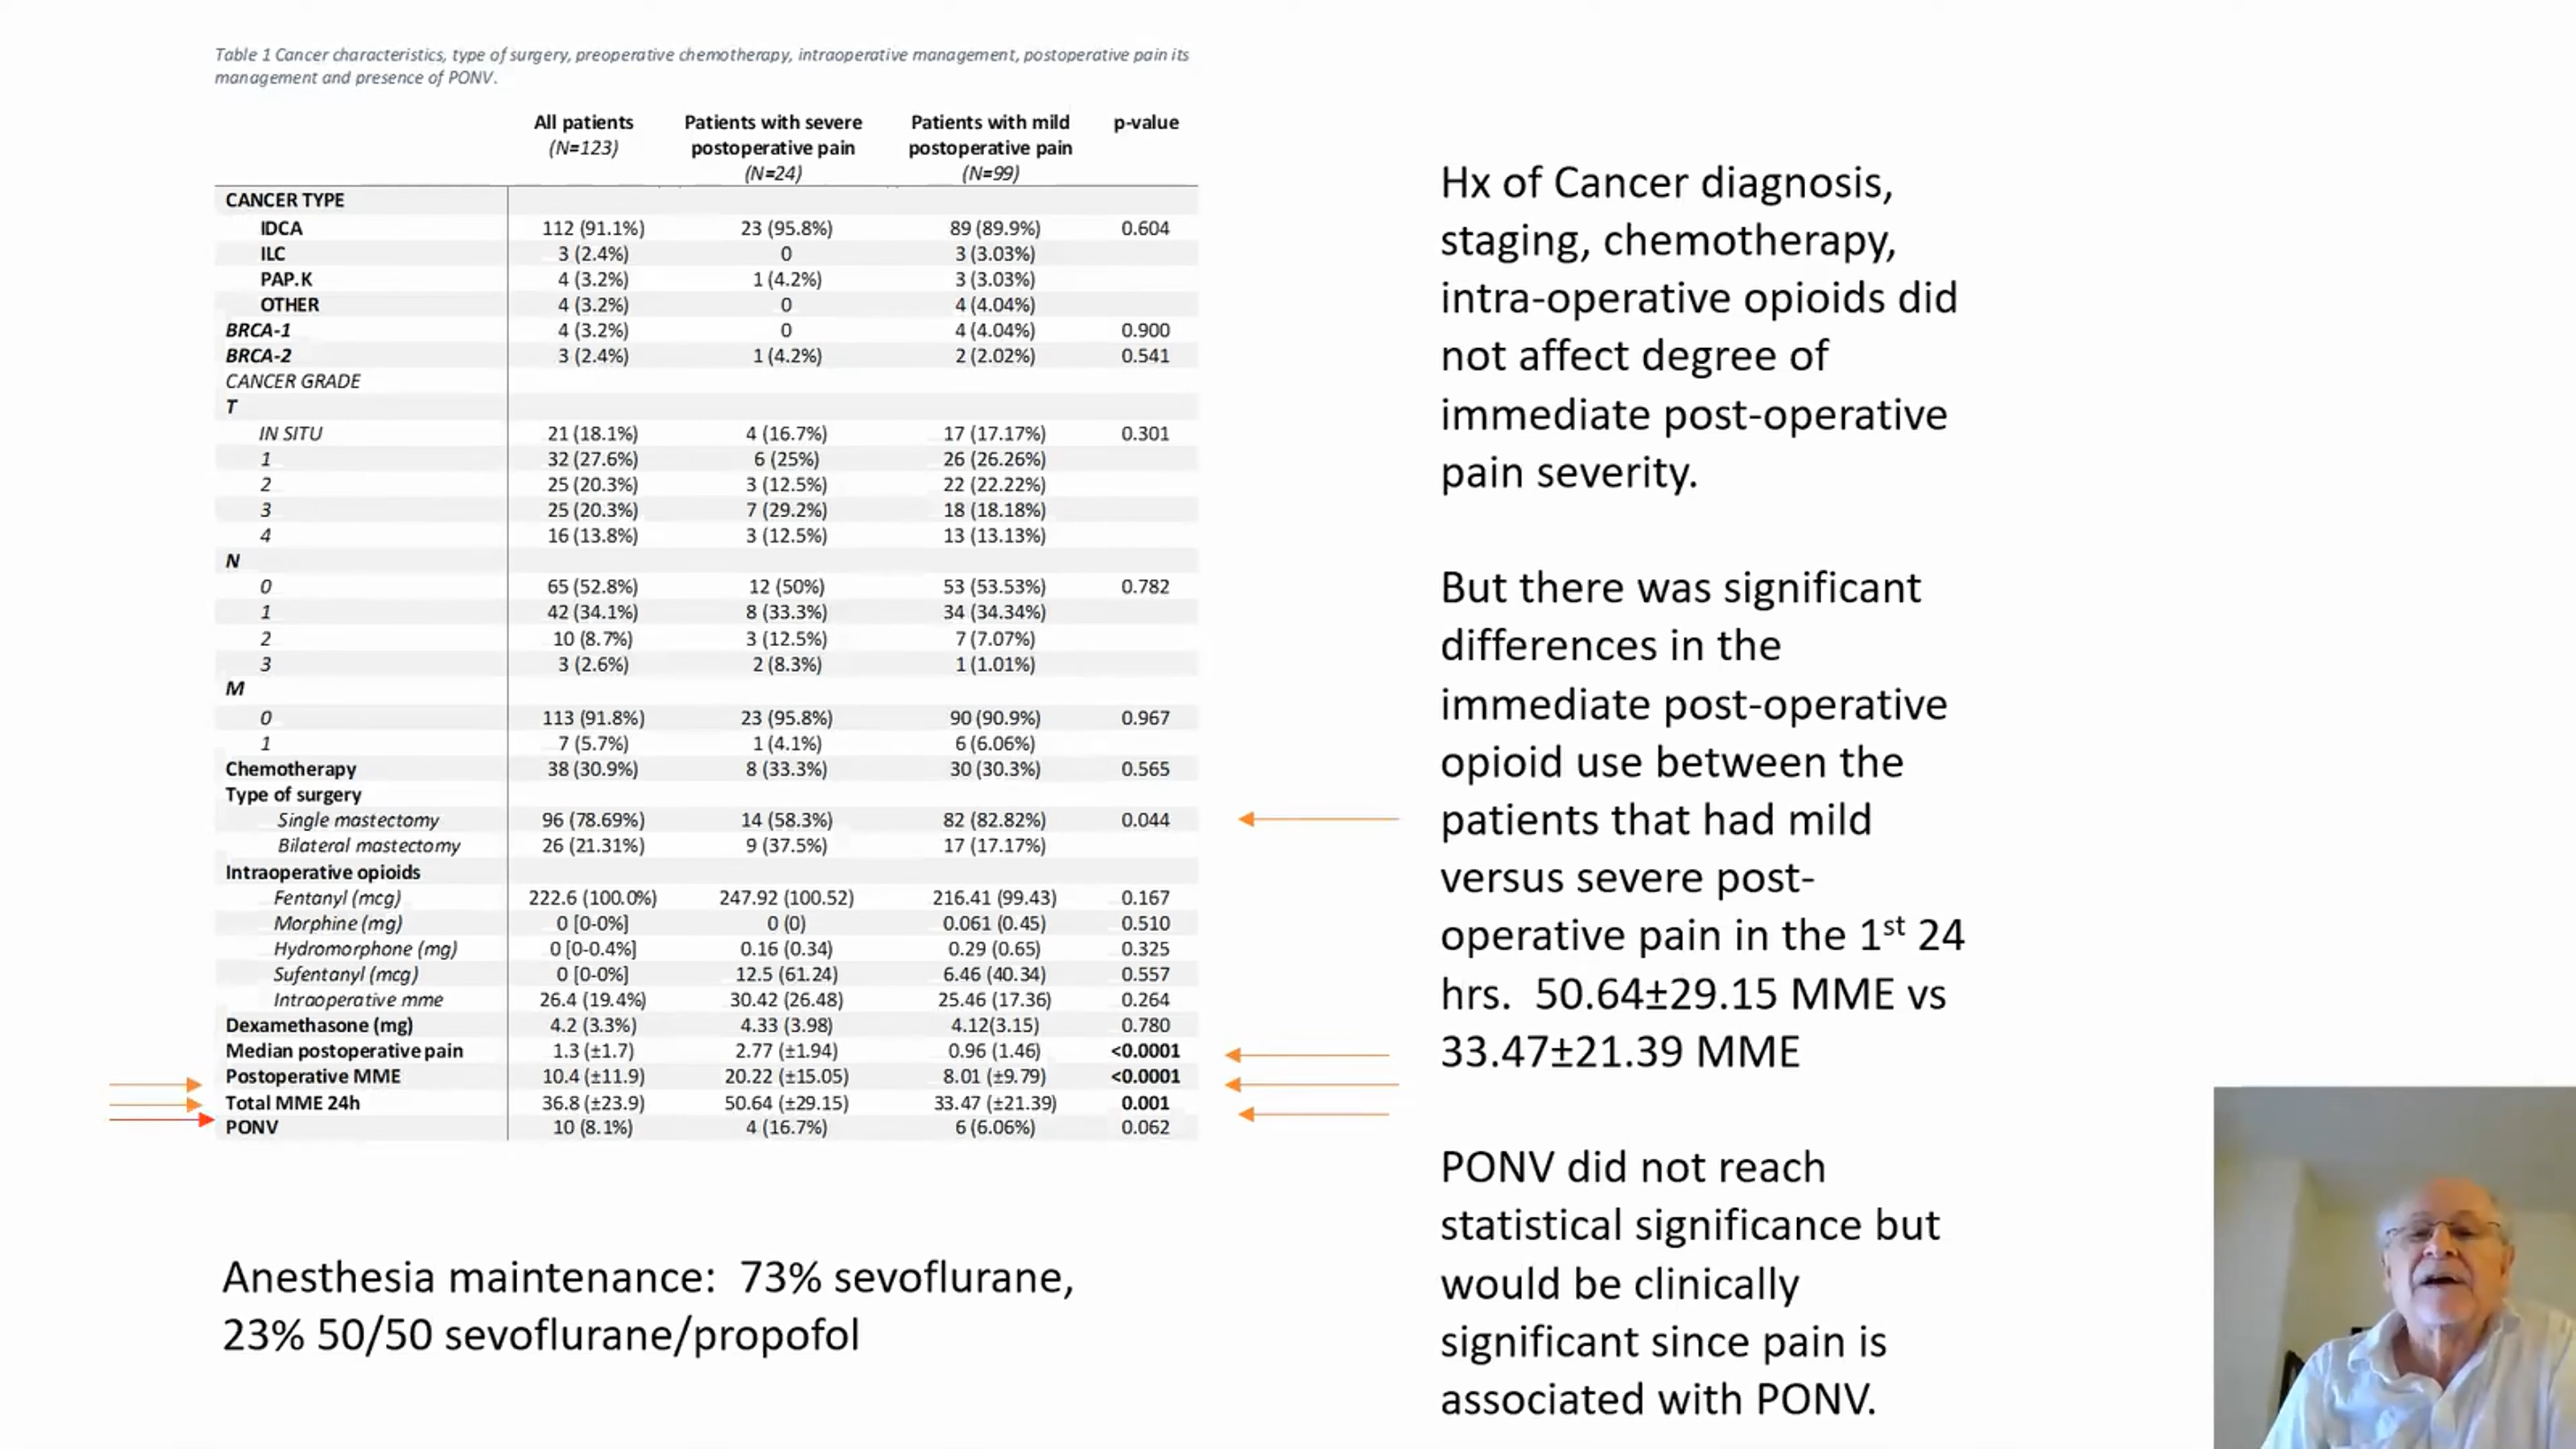 Table 1 Cancer characteristics, type of surgery, preoperative chemotherapy, intraoperative management, postoperative pain its
management and presence of PONV.
All patients Patients with severe Patients with mild p-value
(N=123) postoperative pain postoperative pain
(N=24) (N=99)
CANCER TYPE
IDCA 112 (91.1%) 23 (95.8%) 89 (89.9%) 0.604
ILC 3 (2.4%) 0 3 (3.03%)
PAP.K 4 (3.2%) 1 (4.2%) 3 (3.03%)
OTHER 4 (3.2%) 0 4 (4.04%)
BRCA-1 4 (3.2%) 0 4 (4.04%) 0.900
BRCA-2 3 (2.4%) 1 (4.2%) 2 (2.02%) 0.541
CANCER GRADE
T
IN SITU 21 (18.1%) 4 (16.7%) 17 (17.17%) 0.301
1 32 (27.6%) 6 (25%) 26 (26.26%)
2 25 (20.3%) 3 (12.5%) 22 (22.22%)
3 25 (20.3%) 7 (29.2%) 18 (18.18%)
4 16 (13.8%) 3 (12.5%) 13 (13.13%)
N
0 65 (52.8%) 12 (50%) 53 (53.53%) 0.782
1 42 (34.1%) 8 (33.3%) 34 (34.34%)
2 10 (8.7%) 3 (12.5%) 7 (7.07%)
3 3 (2.6%) 2 (8.3%) 1 (1.01%)
M
0 113 (91.8%) 23 (95.8%) 90 (90.9%) 0.967
1 7 (5.7%) 1 (4.1%) 6 (6.06%)
Chemotherapy 38 (30.9%) 8 (33.3%) 30 (30.3%) 0.565
Type of surgery
Single mastectomy 96 (78.69%) 14 (58.3%) 82 (82.82%) 0.044
Bilateral mastectomy 26 (21.31%) 9 (37.5%) 17 (17.17%)
Intraoperative opioids
Fentanyl (mcg) 222.6 (100.0%) 247.92 (100.52) 216.41 (99.43) 0.167
Morphine (mg) 0 [0-0%] 0 (0) 0.061 (0.45) 0.510
Hydromorphone (mg) 0 [0-0.4%] 0.16 (0.34) 0.29 (0.65) 0.325
Sufentanyl (mcg) 0 [0-0%] 12.5 (61.24) 6.46 (40.34) 0.557
Intraoperative mme 26.4 (19.4%) 30.42 (26.48) 25.46 (17.36) 0.264
Dexamethasone (mg) 4.2 (3.3%) 4.33 (3.98) 4.12(3.15) 0.780
Median postoperative pain 1.3 (±1.7) 2.77 (±1.94) 0.96 (1.46) <0.0001
Postoperative MME 10.4 (±11.9) 20.22 (±15.05) 8.01 (±9.79) <0.0001
Total MME 24h 36.8 (±23.9) 50.64 (±29.15) 33.47 (±21.39) 0.001
PONV 10 (8.1%) 4 (16.7%) 6 (6.06%) 0.062
Anesthesia maintenance: 73% sevoflurane,
23% 50/50 sevoflurane/propofol
Hx of Cancer diagnosis,
staging, chemotherapy,
intra-operative opioids did
not affect degree of
immediate post-operative
pain severity.
But there was significant
differences in the
immediate post-operative
opioid use between the
patients that had mild
versus severe post-
operative pain in the 1st 24
hrs. 50.64±29.15 MME vs
33.47±21.39 MME
PONV did not reach
statistical significance but
would be clinically
significant since pain is
associated with PONV.